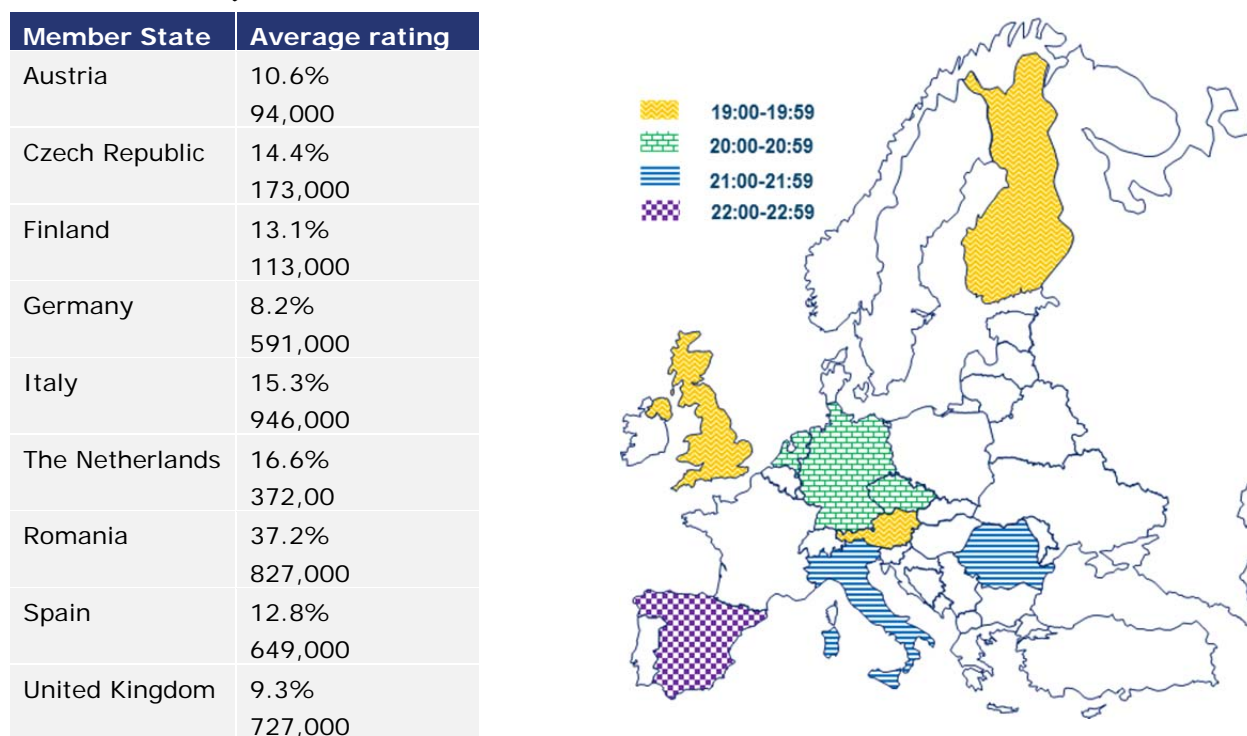 Member State Average rating
Austria 10.6%
94,000
Czech Republic 14.4%
173,000
Finland 13.1%
113,000
Germany 8.2%
591,000
Italy 15.3%
946,000
The Netherlands 16.6%
372,00
Romania 37.2%
827,000
Spain 12.8%
649,000
United Kingdom 9.3%
727,000
19:00-19:59
20:00-20:59
21:00-21:59
22:00-22:59